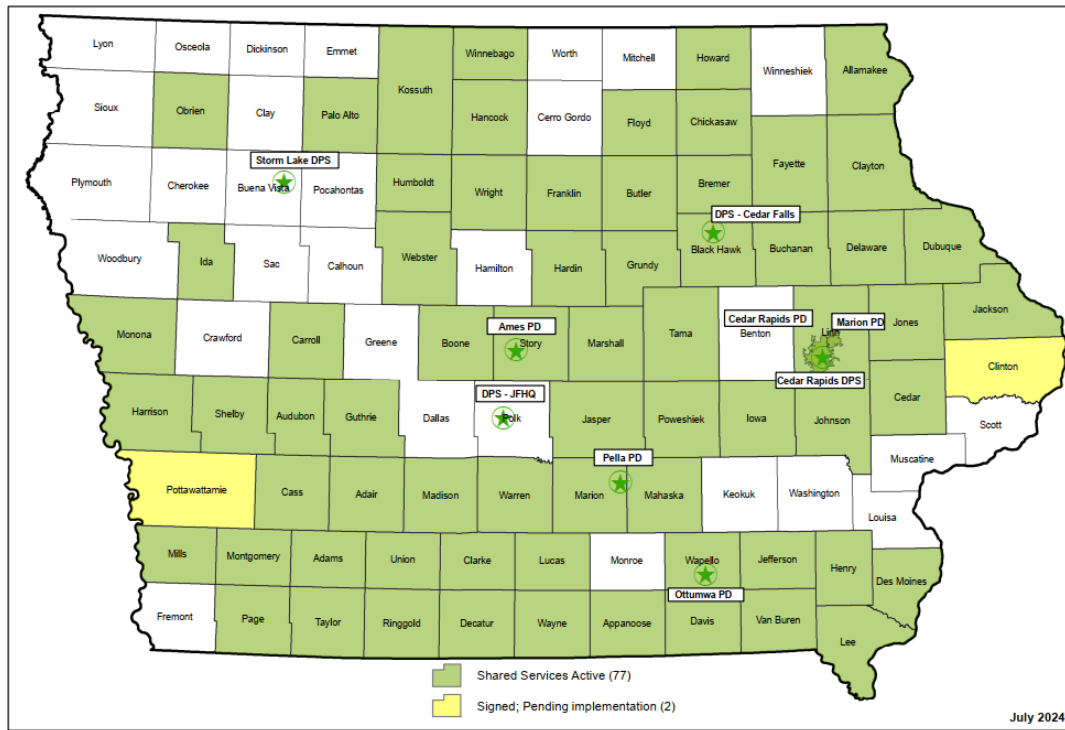 Lyon
Osceola
Dickinson
Emmet
Winnebago
Worth
Mitchell
Howard
Winneshiek
Allamakee
Sioux
Obrien
Clay
Palo Alto
Kossuth
Hancock
Cerro Gordo
Floyd
Chickasaw
Storm Lake DPS
Plymouth
Cherokee
Buena Vista
Pocahontas
Humboldt
Wright
Franklin
Butler
Bremer
Fayette
Clayton
DPS - Cedar Falls
Woodbury
Ida
Sac
Calhoun
Webster
Hamilton
Hardin
Grundy
Black Hawk
Buchanan
Delaware
Dubuque
Monona
Crawford
Carroll
Greene
Boone
Ames PD
Story
Marshall
Tama
Cedar Rapids PD
Benton
Marion PD
Linn
Jones
Jackson
Cedar Rapids DPS
Clinton
Harrison
Shelby
Audubon
Guthrie
Dallas
DPS - JFHQ
Polk
Jasper
Poweshiek
Iowa
Johnson
Cedar
Scott
Muscatine
Pottawattamie
Cass
Adair
Madison
Warren
Pella PD
Marion
Mahaska
Keokuk
Washington
Louisa
Mills
Montgomery
Adams
Union
Clarke
Lucas
Monroe
Wapello
Ottumwa PD
Jefferson
Henry
Des Moines
Fremont
Page
Taylor
Ringgold
Decatur
Wayne
Appanoose
Davis
Van Buren
Lee
Shared Services Active (77)
Signed; Pending implementation (2)
July 2024